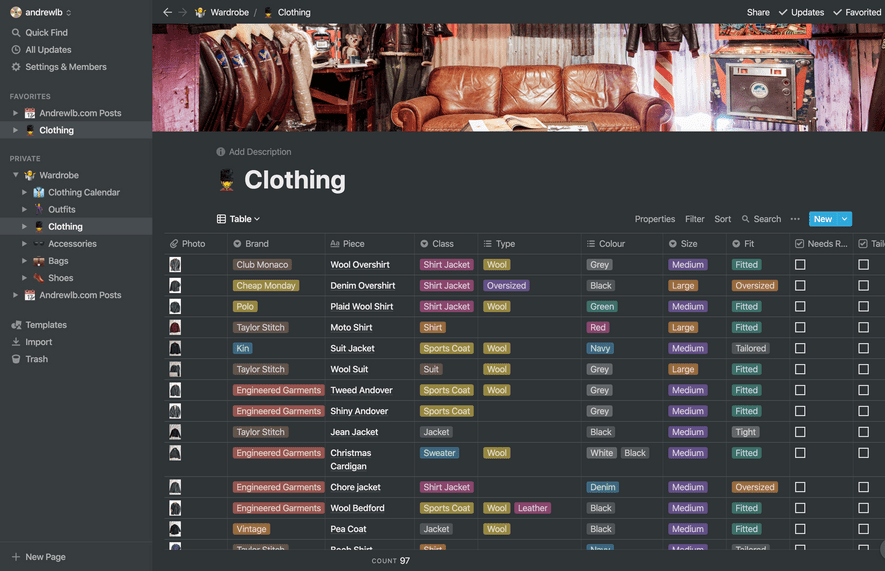 andrewlb
Quick Find
All Updates
Settings & Members
FAVORITES
Andrewlb.com Posts
Clothing
PRIVATE
Wardrobe
Clothing Calendar
Outfits
Clothing
Accessories
Bags
Shoes
Andrewlb.com Posts
Templates
Import
Trash
New Page
Wardrobe / Clothing
Share Updates Favorited
Add Description
Clothing
Table Properties Filter Sort Search ••• New
Photo Brand Piece Class Type Colour Size Fit Needs R...
Club Monaco Wool Overshirt Shirt Jacket Wool Grey Medium Fitted
Cheap Monday Denim Overshirt Shirt Jacket Oversized Black Large Oversized
Polo Plaid Wool Shirt Shirt Jacket Wool Green Medium Fitted
Taylor Stitch Moto Shirt Shirt Red Large Fitted
Kin Suit Jacket Sports Coat Wool Navy Medium Tailored
Taylor Stitch Wool Suit Suit Wool Grey Large Fitted
Engineered Garments Tweed Andover Sports Coat Wool Grey Medium Fitted
Engineered Garments Shiny Andover Sports Coat Grey Medium Fitted
Taylor Stitch Jean Jacket Jacket Black Medium Tight
Engineered Garments Christmas Cardigan Sweater Wool White Black Medium Fitted
Engineered Garments Chore jacket Shirt Jacket Denim Medium Oversized
Engineered Garments Wool Bedford Sports Coat Wool Leather Black Medium Fitted
Vintage Pea Coat Jacket Wool Black Medium Fitted
Taylor Stitch Shirt Navy Medium Tailored
COUNT 97